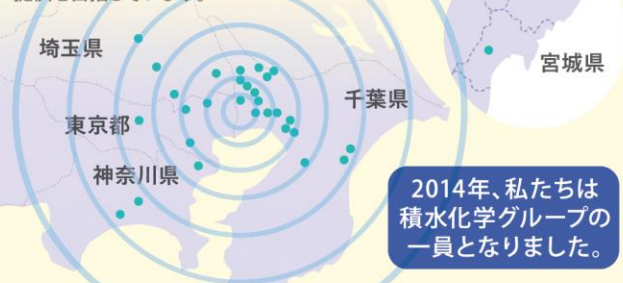 埼玉県
宮城県
千葉県
東京都
神奈川県
2014年、私たちは
積水化学グループの
一員となりました。